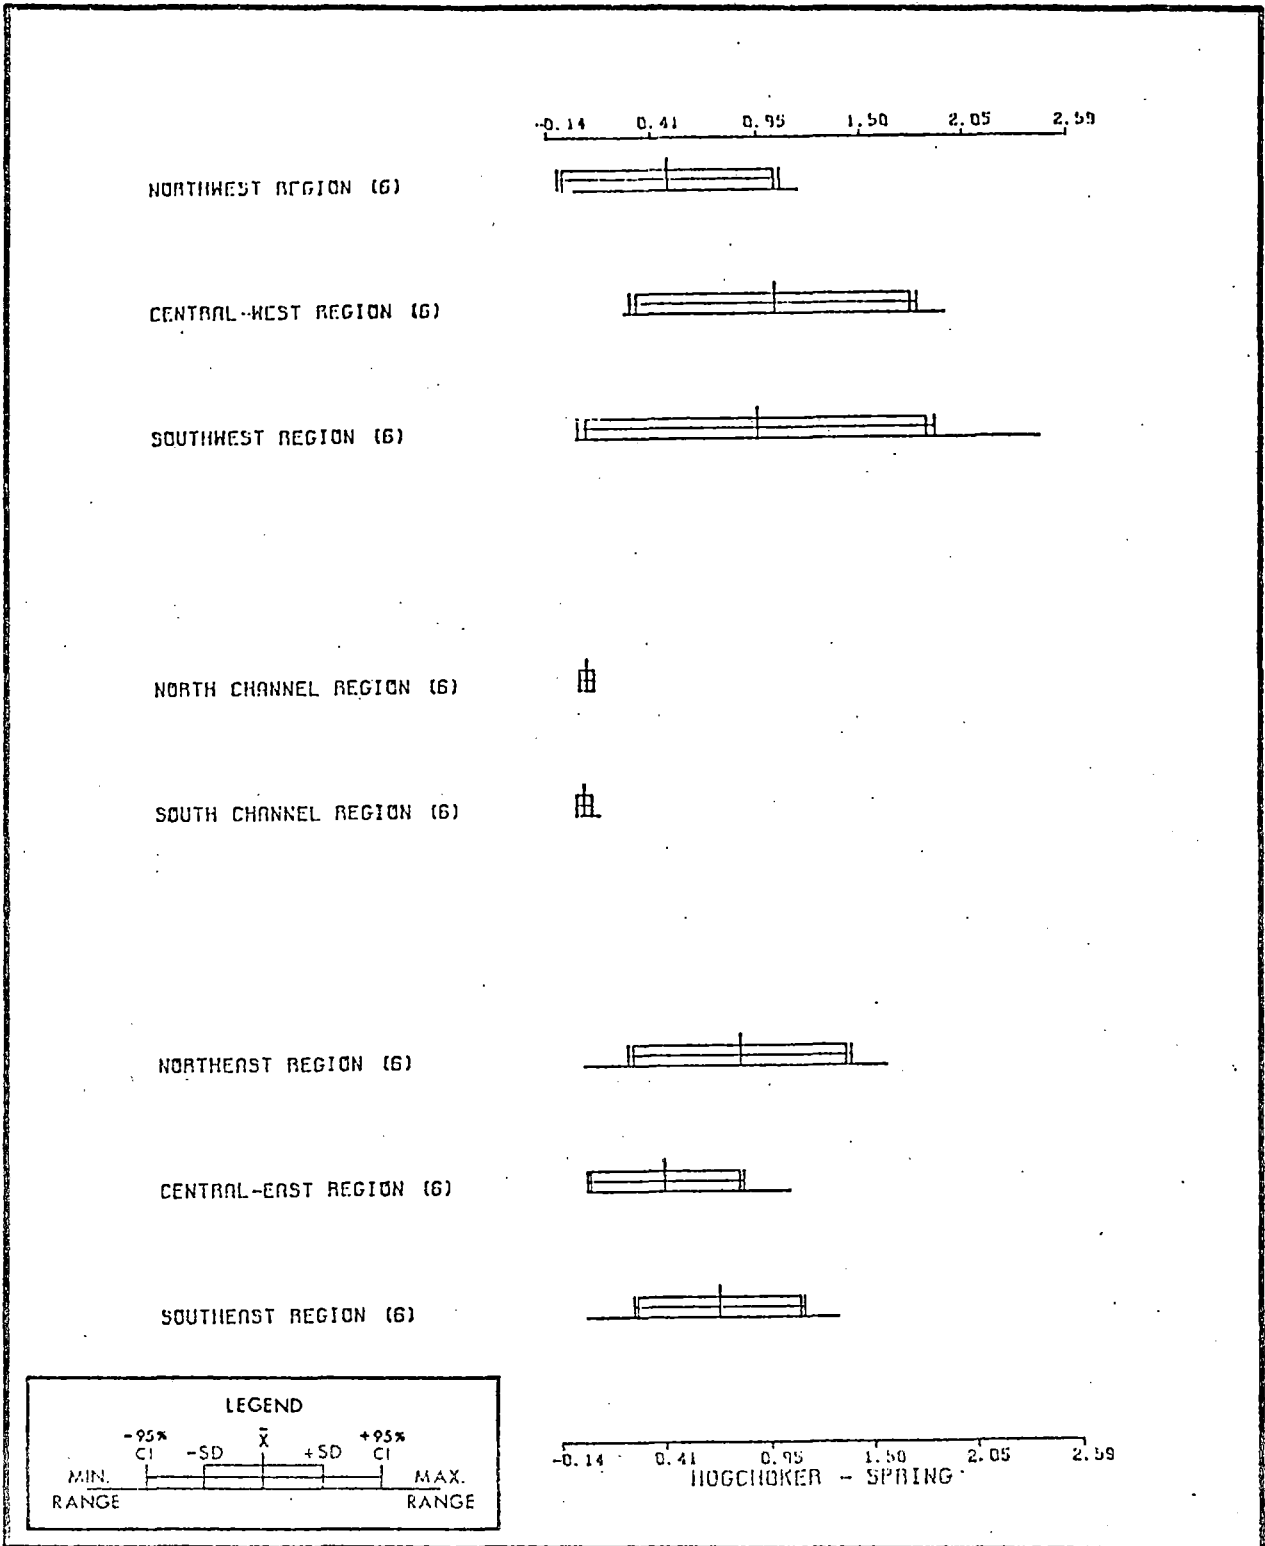 -0.14 0.41 0.95 1.50 2.05 2.59
NORTHWEST REGION (6)
CENTRAL-WEST REGION (6)
SOUTHWEST REGION (6)
NORTH CHANNEL REGION (6)
SOUTH CHANNEL REGION (6)
NORTHEAST REGION (6)
CENTRAL-EAST REGION (6)
SOUTHEAST REGION (6)
LEGEND
-95% CI -SD X̄ +SD +95% CI
MIN. RANGE MAX. RANGE
-0.14 0.41 0.95 1.50 2.05 2.59
HOGCHOKER - SPRING